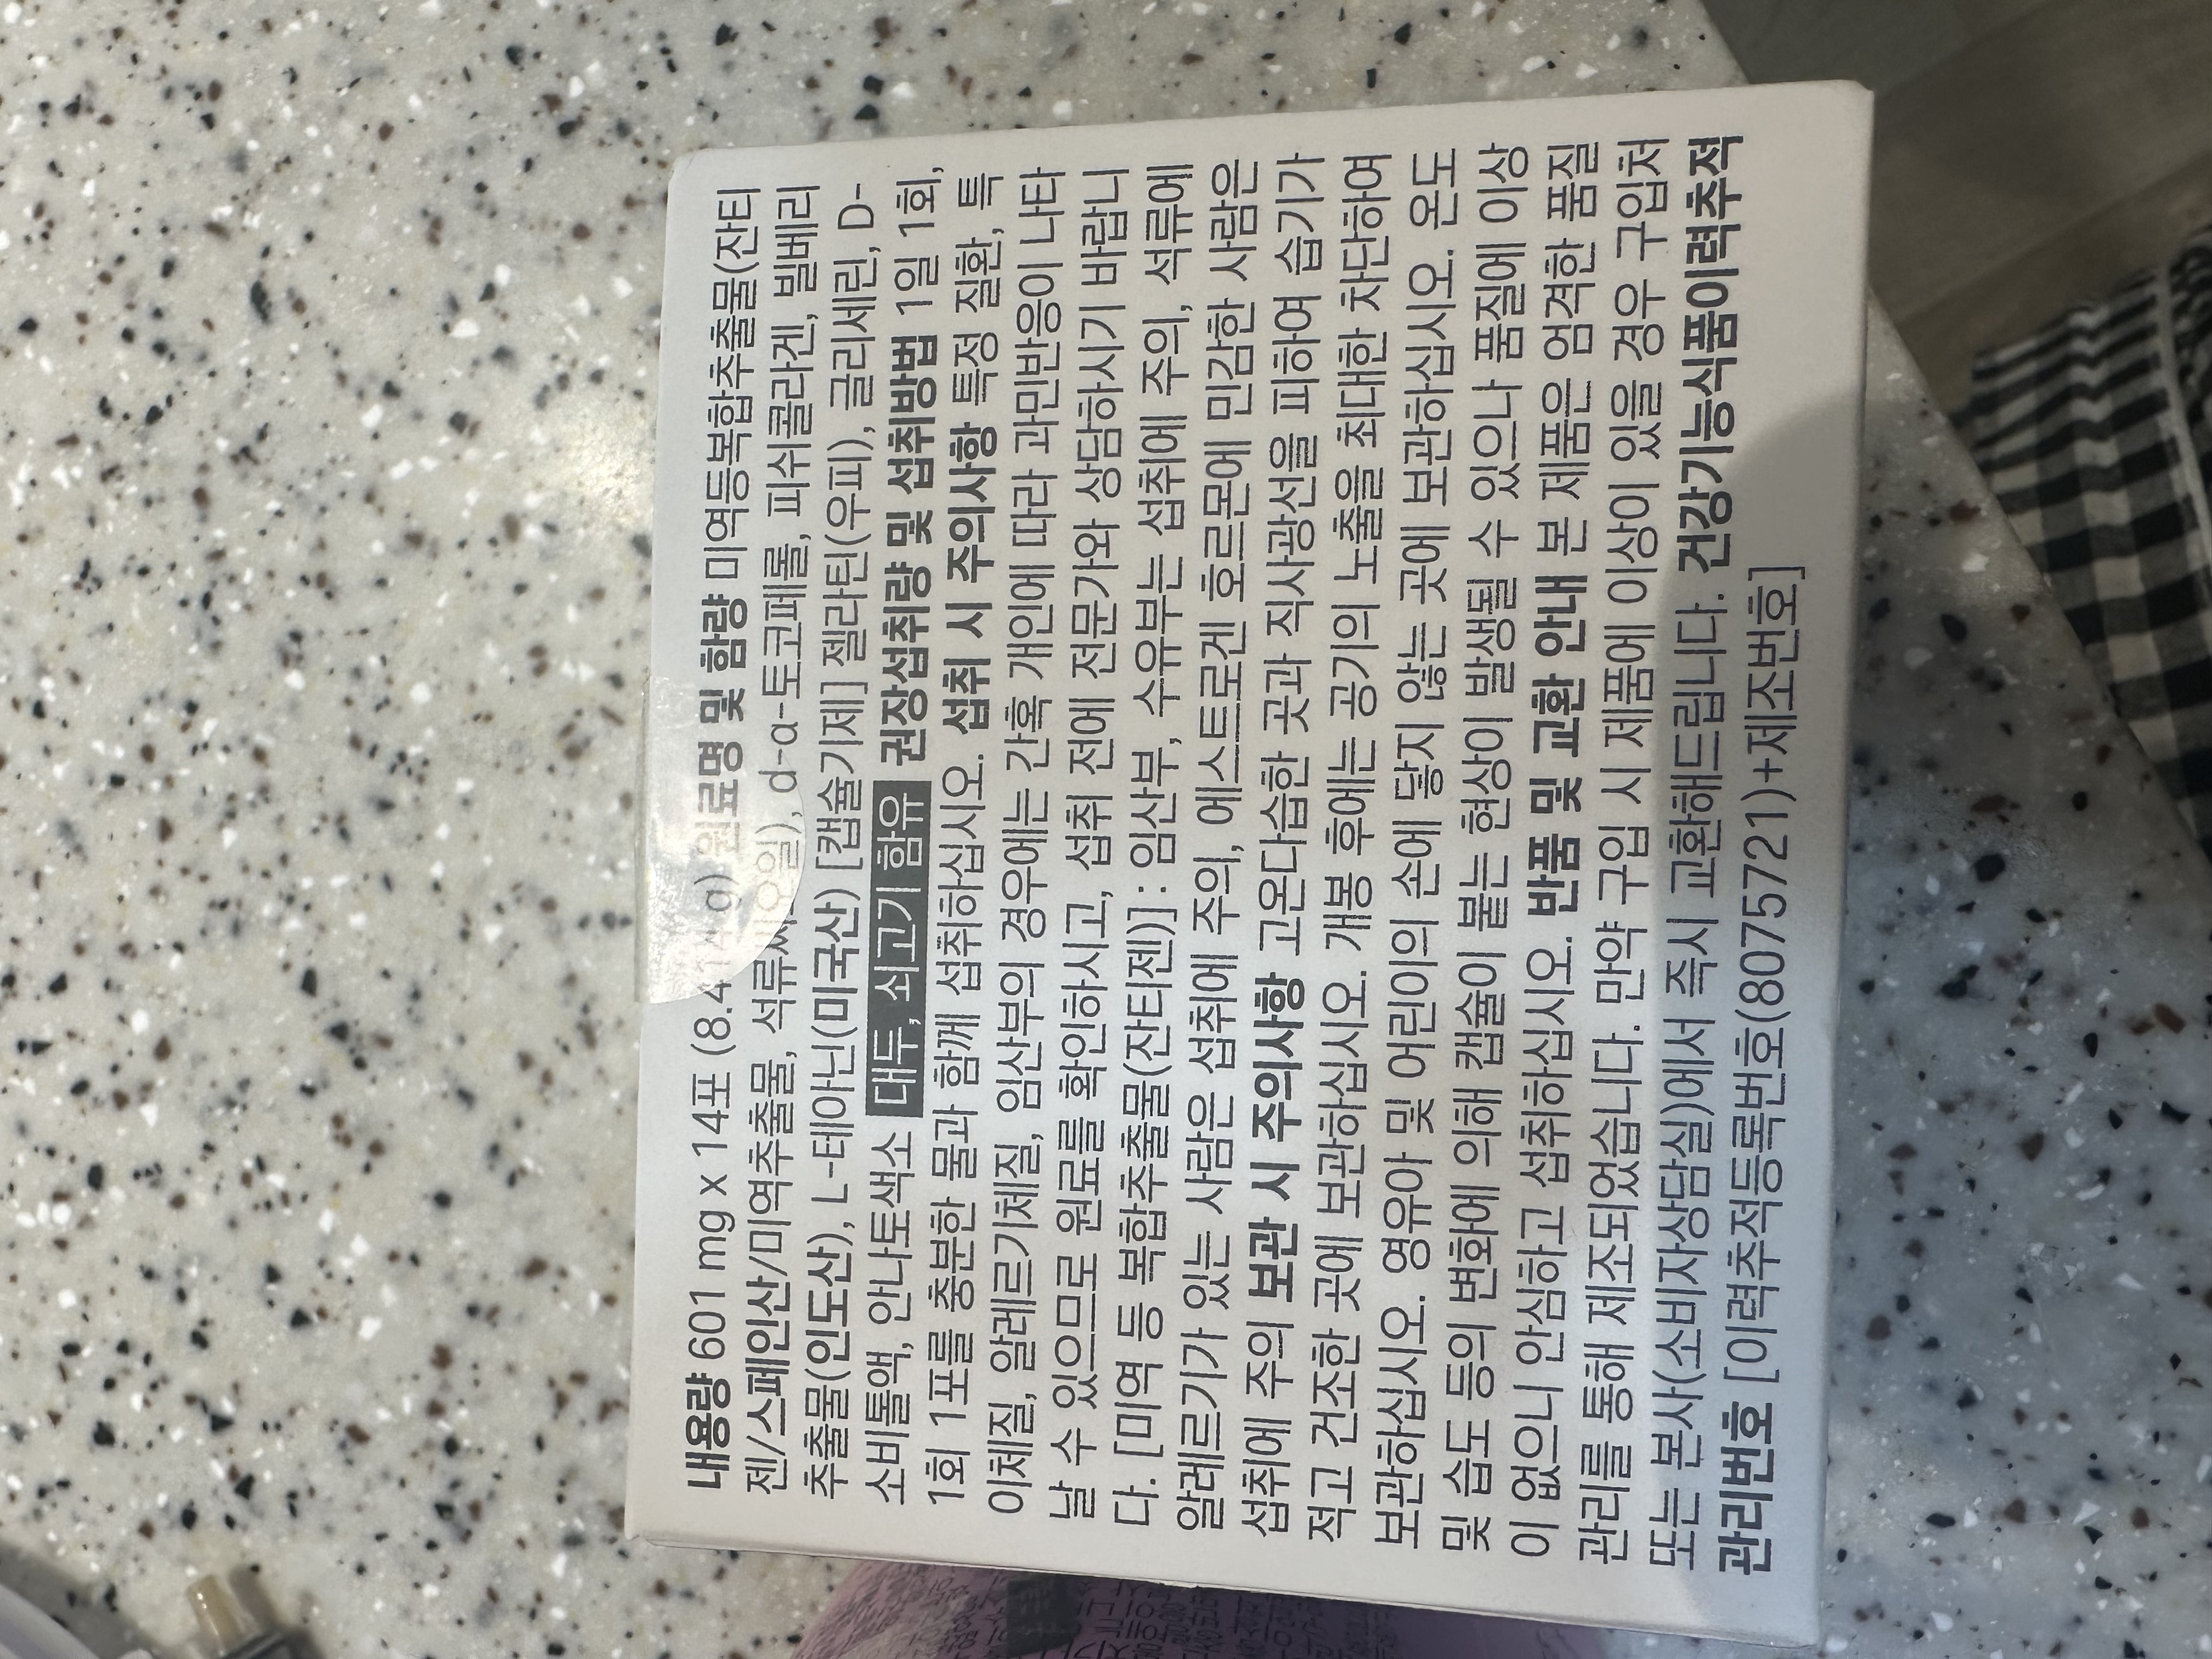 내용량 601 mg x 14포 (8.414 g) 원료명 및 함량 미역등복합추출물(잔티
젠/스페인산/미역추출물, 석류씨오일), d-α-토코페롤, 피쉬콜라겐, 빌베리
추출물(인도산), L-테아닌(미국산) [캡슐기제] 젤라틴(우피), 글리세린, D-
소비톨액, 안나토색소 대두, 쇠고기 함유 권장섭취량 및 섭취방법 1일 1회,
1회 1포를 충분한 물과 함께 섭취하십시오. 섭취 시 주의사항 특정 질환, 특
이체질, 알레르기체질, 임산부의 경우에는 간혹 개인에 따라 과민반응이 나타
날 수 있으므로 원료를 확인하시고, 섭취 전에 전문가와 상담하시기 바랍니
다. [미역 등 복합추출물(잔티젠)] : 임산부, 수유부는 섭취에 주의, 석류에
알레르기가 있는 사람은 섭취에 주의, 에스트로겐 호르몬에 민감한 사람은
섭취에 주의 보관 시 주의사항 고온다습한 곳과 직사광선을 피하여 습기가
적고 건조한 곳에 보관하십시오. 개봉 후에는 공기의 노출을 최대한 차단하여
보관하십시오. 영유아 및 어린이의 손에 닿지 않는 곳에 보관하십시오. 온도
및 습도 등의 변화에 의해 캡슐이 붙는 현상이 발생될 수 있으나 품질에 이상
이 없으니 안심하고 섭취하십시오. 반품 및 교환 안내 본 제품은 엄격한 품질
관리를 통해 제조되었습니다. 만약 구입 시 제품에 이상이 있을 경우 구입처
또는 본사(소비자상담실)에서 즉시 교환해드립니다. 건강기능식품이력추적
관리번호 [이력추적등록번호(8075721)+제조번호]